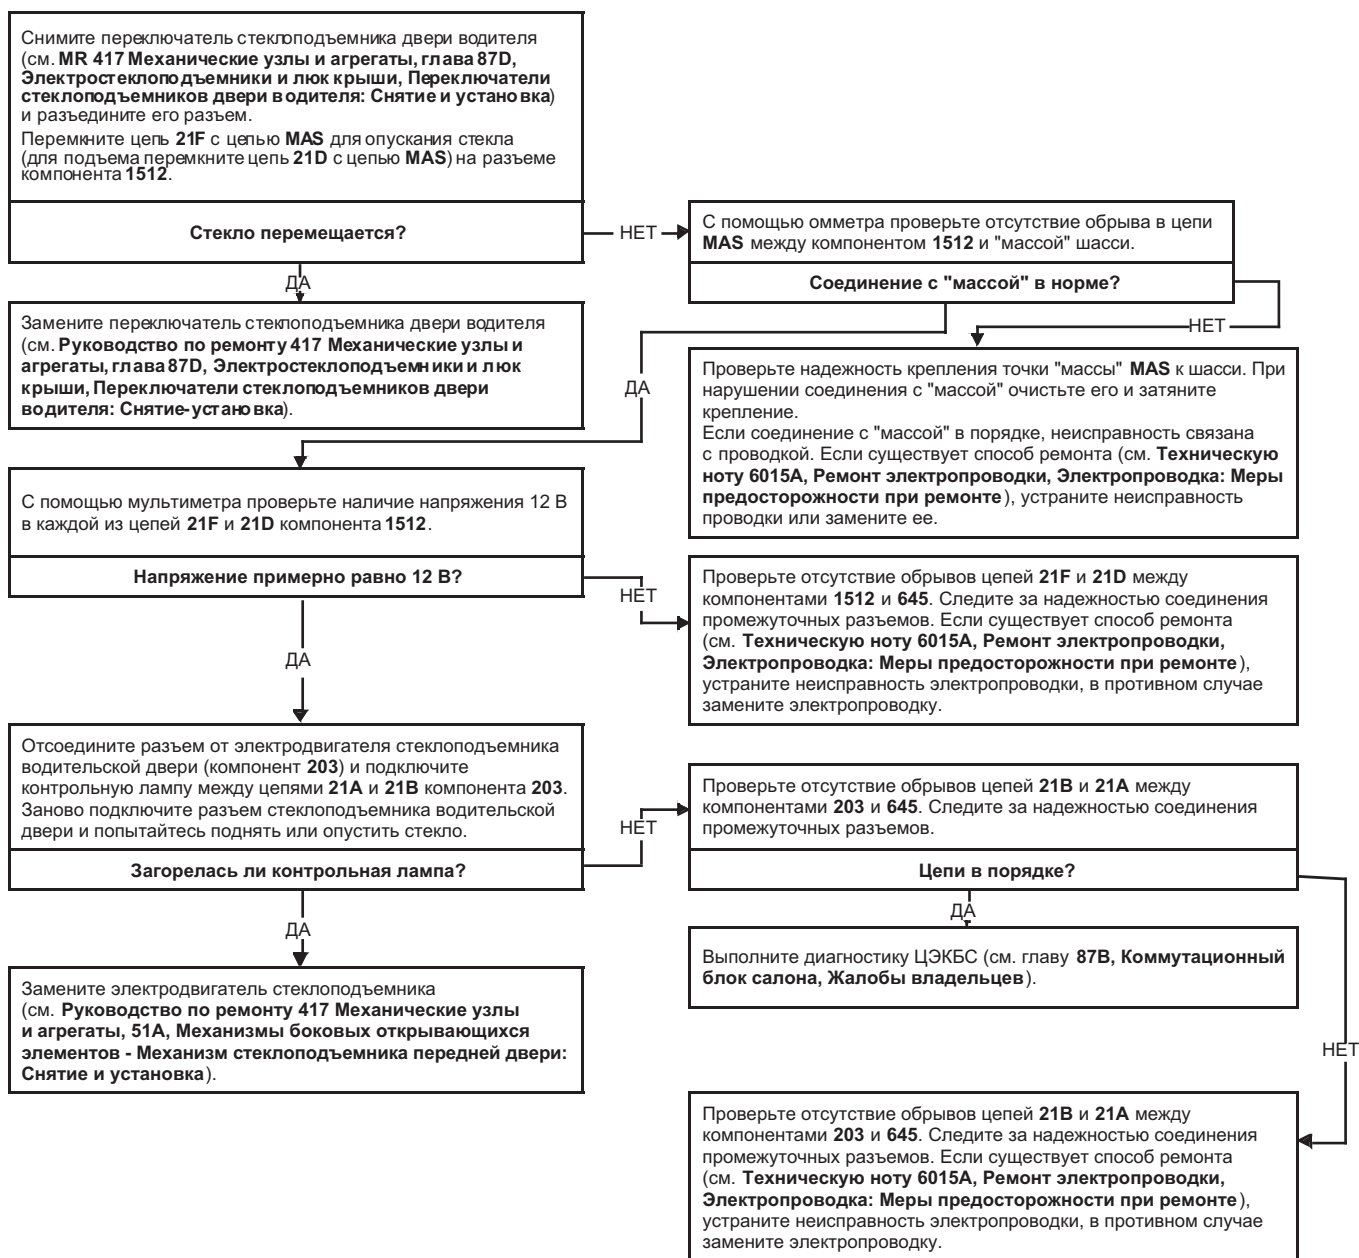 Снимите переключатель стеклоподъемника двери водителя
(см. MR 417 Механические узлы и агрегаты, глава 87D,
Электростеклоподъемники и люк крыши, Переключатели
стеклоподъемников двери водителя: Снятие и установка)
и разъедините его разъем.
Перемкните цепь 21F с цепью MAS для опускания стекла
(для подъема перемкните цепь 21D с цепью MAS) на разъеме
компонента 1512.
Стекло перемещается?
НЕТ
С помощью омметра проверьте отсутствие обрыва в цепи
MAS между компонентом 1512 и "массой" шасси.
Соединение с "массой" в норме?
ДА
НЕТ
Замените переключатель стеклоподъемника двери водителя
(см. Руководство по ремонту 417 Механические узлы и
агрегаты, глава 87D, Электростеклоподъемники и люк
крыши, Переключатели стеклоподъемников двери
водителя: Снятие-установка).
ДА
Проверьте надежность крепления точки "массы" MAS к шасси. При
нарушении соединения с "массой" очистьте его и затяните
крепление.
Если соединение с "массой" в порядке, неисправность связана
с проводкой. Если существует способ ремонта (см. Техническую
ноту 6015A, Ремонт электропроводки, Электропроводка: Меры
предосторожности при ремонте), устраните неисправность
проводки или замените ее.
С помощью мультиметра проверьте наличие напряжения 12 В
в каждой из цепей 21F и 21D компонента 1512.
Напряжение примерно равно 12 В?
НЕТ
Проверьте отсутствие обрывов цепей 21F и 21D между
компонентами 1512 и 645. Следите за надежностью соединения
промежуточных разъемов. Если существует способ ремонта
(см. Техническую ноту 6015A, Ремонт электропроводки,
Электропроводка: Меры предосторожности при ремонте),
устраните неисправность электропроводки, в противном случае
замените электропроводку.
ДА
Отсоедините разъем от электродвигателя стеклоподъемника
водительской двери (компонент 203) и подключите
контрольную лампу между цепями 21A и 21B компонента 203.
Заново подключите разъем стеклоподъемника водительской
двери и попытайтесь поднять или опустить стекло.
Загорелась ли контрольная лампа?
НЕТ
Проверьте отсутствие обрывов цепей 21B и 21A между
компонентами 203 и 645. Следите за надежностью соединения
промежуточных разъемов.
Цепи в порядке?
ДА
ДА
Выполните диагностику ЦЭКБС (см. главу 87B, Коммутационный
блок салона, Жалобы владельцев).
Замените электродвигатель стеклоподъемника
(см. Руководство по ремонту 417 Механические узлы
и агрегаты, 51A, Механизмы боковых открывающихся
элементов - Механизм стеклоподъемника передней двери:
Снятие и установка).
НЕТ
Проверьте отсутствие обрывов цепей 21B и 21A между
компонентами 203 и 645. Следите за надежностью соединения
промежуточных разъемов. Если существует способ ремонта
(см. Техническую ноту 6015A, Ремонт электропроводки,
Электропроводка: Меры предосторожности при ремонте),
устраните неисправность электропроводки, в противном случае
замените электропроводку.